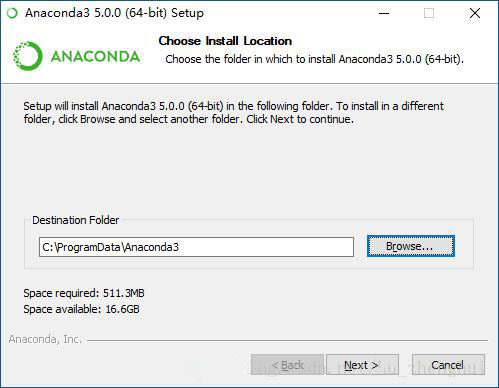 Anaconda3 5.0.0 (64-bit) Setup
ANACONDA
Choose Install Location
Choose the folder in which to install Anaconda3 5.0.0 (64-bit).
Setup will install Anaconda3 5.0.0 (64-bit) in the following folder. To install in a different
folder, click Browse and select another folder. Click Next to continue.
Destination Folder
C:\ProgramData\Anaconda3
Browse...
Space required: 511.3MB
Space available: 16.6GB
Anaconda, Inc.
< Back
Next >
Cancel